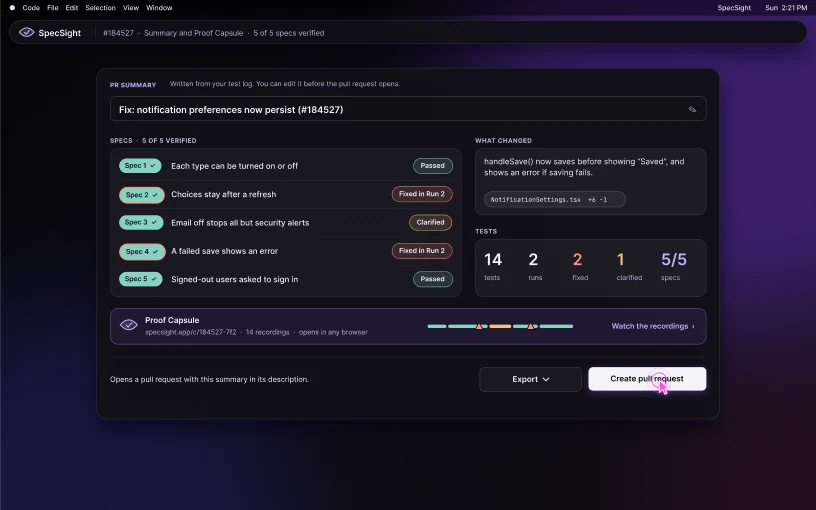 Code File Edit Selection View Window
SpecSight Sun 2:21 PM
SpecSight #184527 · Summary and Proof Capsule · 5 of 5 specs verified
PR SUMMARY Written from your test log. You can edit it before the pull request opens.
Fix: notification preferences now persist (#184527)
SPECS · 5 OF 5 VERIFIED
Spec 1 ✓ Each type can be turned on or off Passed
Spec 2 ✓ Choices stay after a refresh Fixed in Run 2
Spec 3 ✓ Email off stops all but security alerts Clarified
Spec 4 ✓ A failed save shows an error Fixed in Run 2
Spec 5 ✓ Signed-out users asked to sign in Passed
WHAT CHANGED
handleSave() now saves before showing “Saved”, and
shows an error if saving fails.
NotificationSettings.tsx +6 -1
TESTS
14 2 2 1 5/5
tests runs fixed clarified specs
Proof Capsule
specsight.app/c/184527-7f2 · 14 recordings · opens in any browser
Watch the recordings ›
Opens a pull request with this summary in its description.
Export
Create pull request